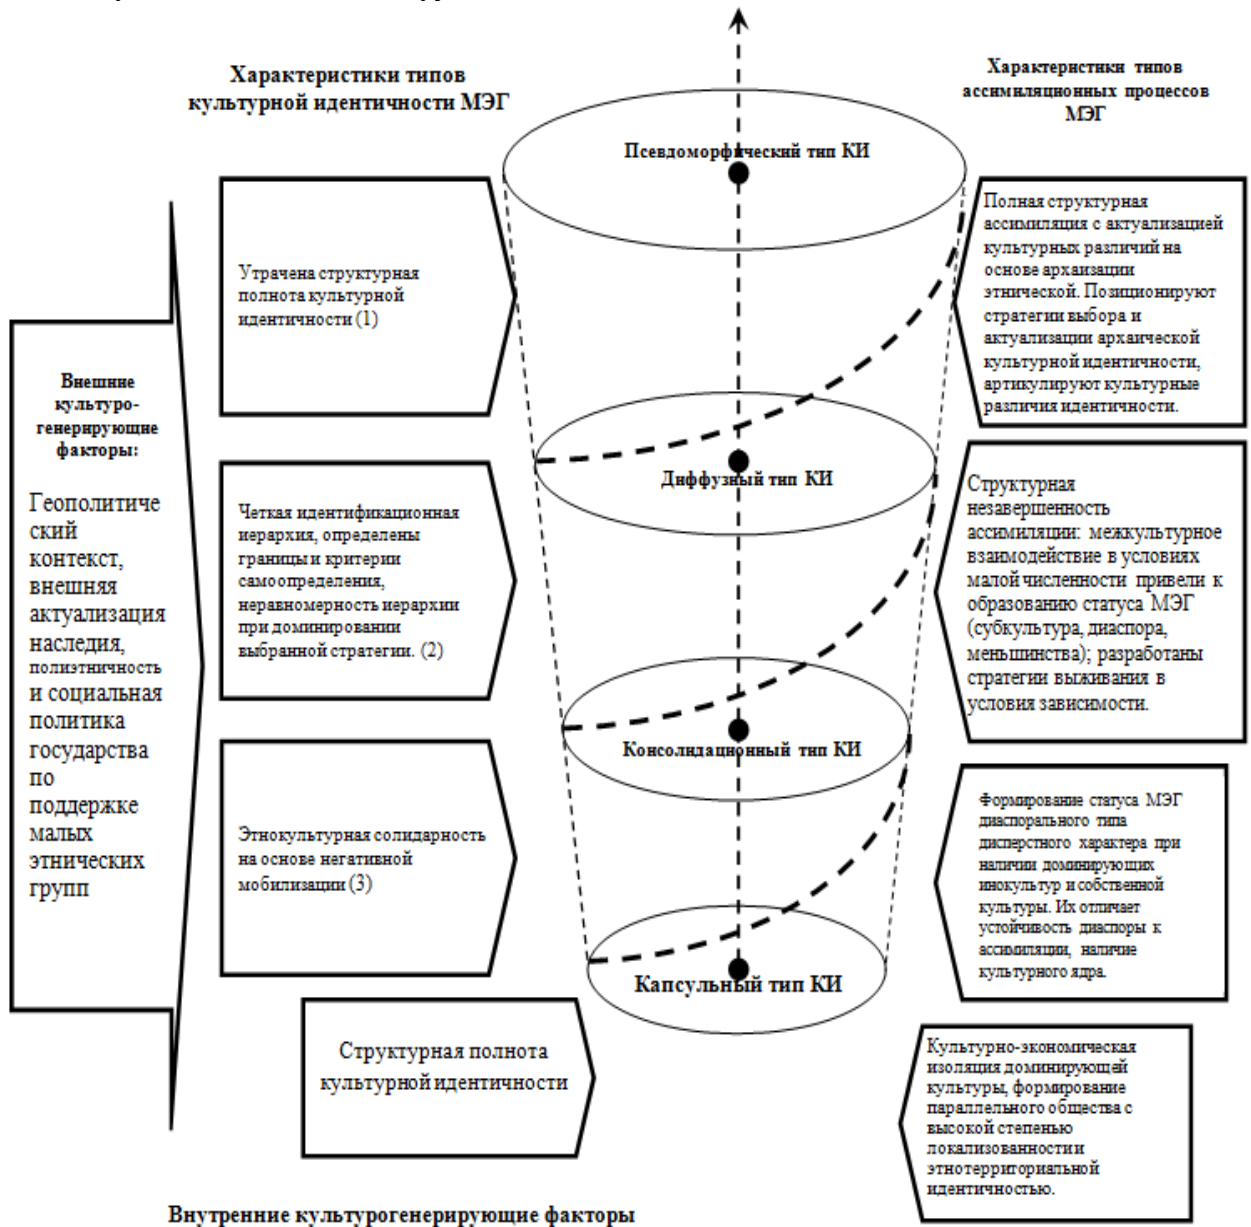 Характеристики типов
культурной идентичности МЭГ
Характеристики типов
ассимиляционных процессов
МЭГ
Псевдоморфический тип КИ
Диффузный тип КИ
Консолидационный тип КИ
Капсульный тип КИ
Внешние
культуро-
генерирующие
факторы:
Геополитиче
ский
контекст,
внешняя
актуализация
наследия,
полиэтничность
и социальная
политика
государства
по
поддержке
малых
этнических
групп
Утрачена структурная
полнота культурной
идентичности (1)
Четкая идентификационная
иерархия, определены
границы и критерии
самоопределения,
неравномерность иерархии
при доминировании
выбранной стратегии. (2)
Этнокультурная солидарность
на основе негативной
мобилизации (3)
Структурная полнота
культурной идентичности
Полная структурная
ассимиляция с актуализацией
культурных различий на
основе архаизации
этнической. Позиционируют
стратегии выбора и
актуализации архаической
культурной идентичности,
артикулируют культурные
различия идентичности.
Структурная
незавершенность
ассимиляции: межкультурное
взаимодействие в условиях
малой численности привели к
образованию статуса МЭГ
(субкультура, диаспора,
меньшинства); разработаны
стратегии выживания в
условия зависимости.
Формирование статуса МЭГ
диаспорального типа
дисперстного характера при
наличии доминирующих
инокультур и собственной
культуры. Их отличает
устойчивость диаспоры к
ассимиляции, наличие
культурного ядра.
Культурно-экономическая
изоляция доминирующей
культуры, формирование
параллельного общества с
высокой степенью
локализованности и
этнотерриториальной
идентичностью.
Внутренние культурогенерирующие факторы